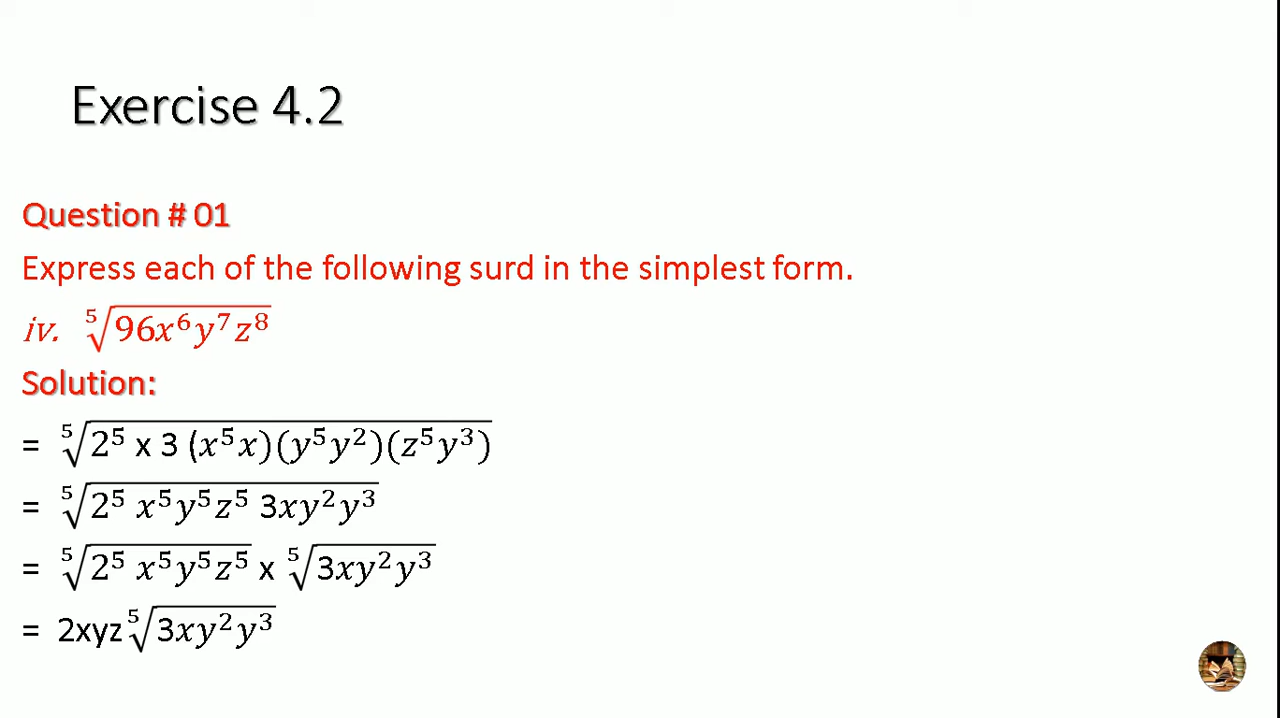 Exercise 4.2
Question # 01
Express each of the following surd in the simplest form.
iv. ⁵√(96x⁶y⁷z⁸)
Solution:
= ⁵√(2⁵ x 3 (x⁵x)(y⁵y²)(z⁵y³))
= ⁵√(2⁵ x⁵y⁵z⁵ 3xy²y³)
= ⁵√(2⁵ x⁵y⁵z⁵) x ⁵√(3xy²y³)
= 2xyz⁵√(3xy²y³)